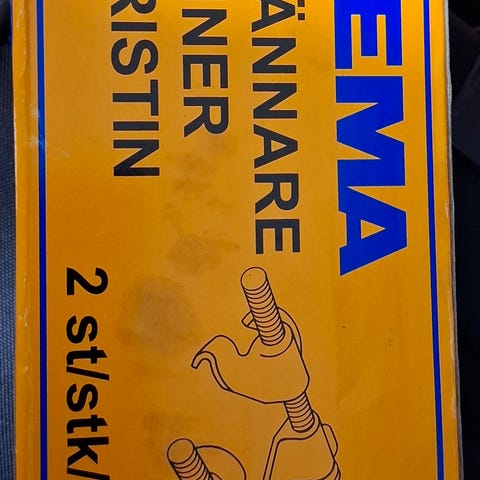 EMA
ÄNNARE
NER
RISTIN
2 st/stk/